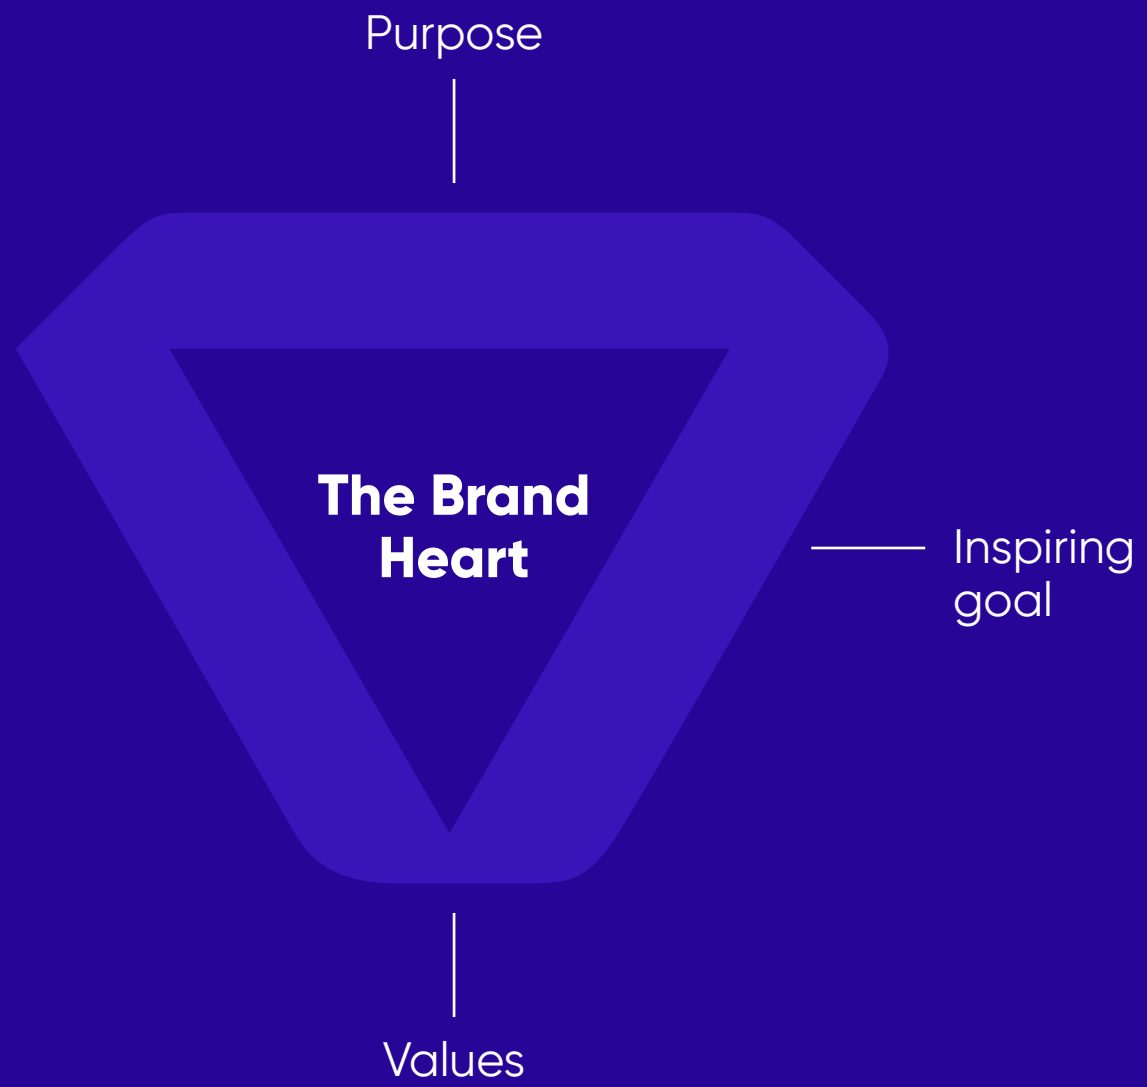 Purpose
The Brand
Heart
Inspiring
goal
Values